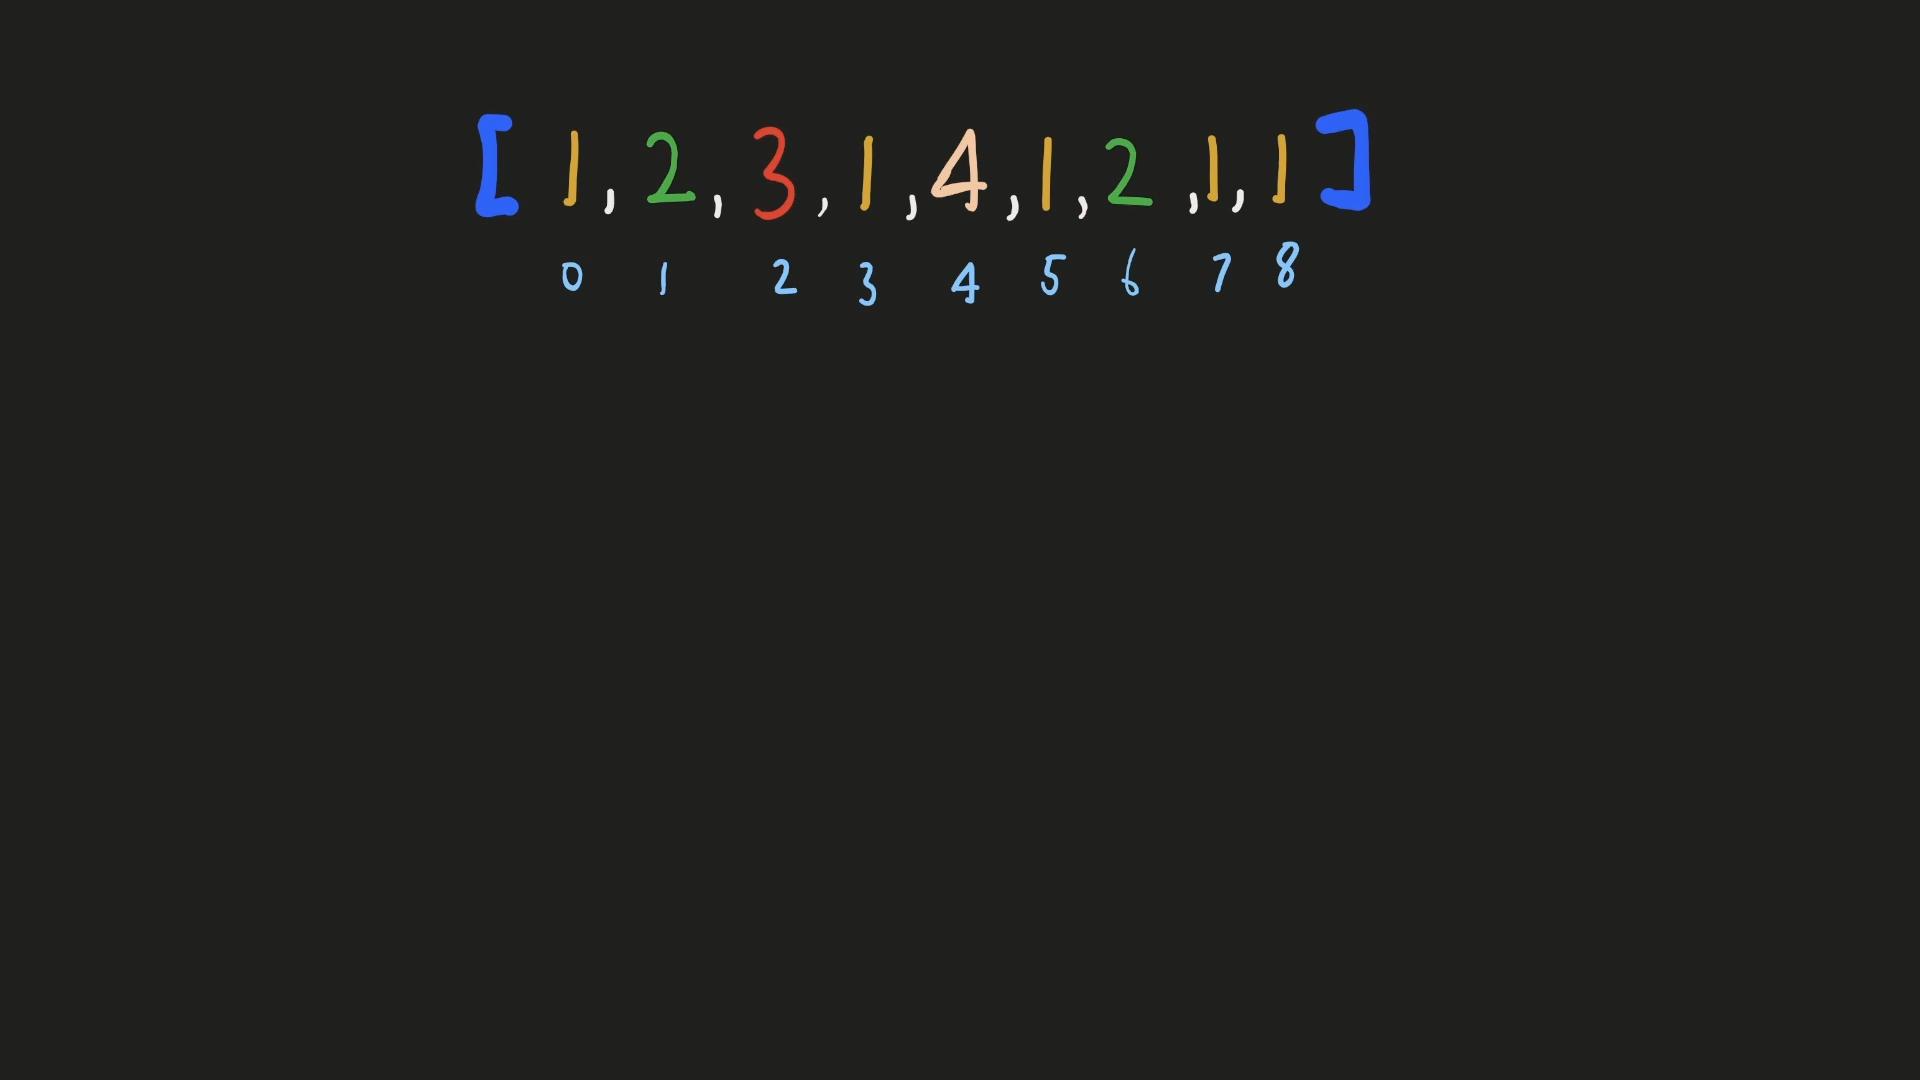 [ 1, 2, 3, 1, 4, 1, 2, 1, 1 ]
0 1 2 3 4 5 6 7 8